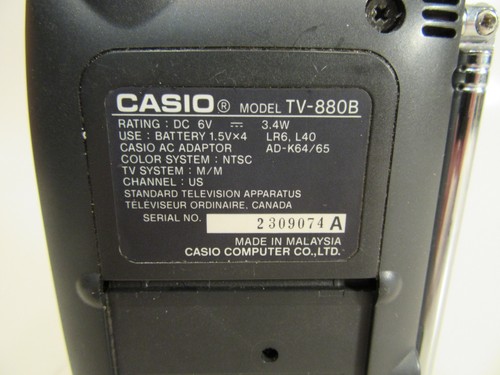 CASIO® MODEL TV-880B
RATING : DC 6V ⎓ 3.4W
USE : BATTERY 1.5V×4 LR6, L40
CASIO AC ADAPTOR AD-K64/65
COLOR SYSTEM : NTSC
TV SYSTEM : M/M
CHANNEL : US
STANDARD TELEVISION APPARATUS
TÉLÉVISEUR ORDINAIRE, CANADA
SERIAL NO. 2309074 A
MADE IN MALAYSIA
CASIO COMPUTER CO.,LTD.